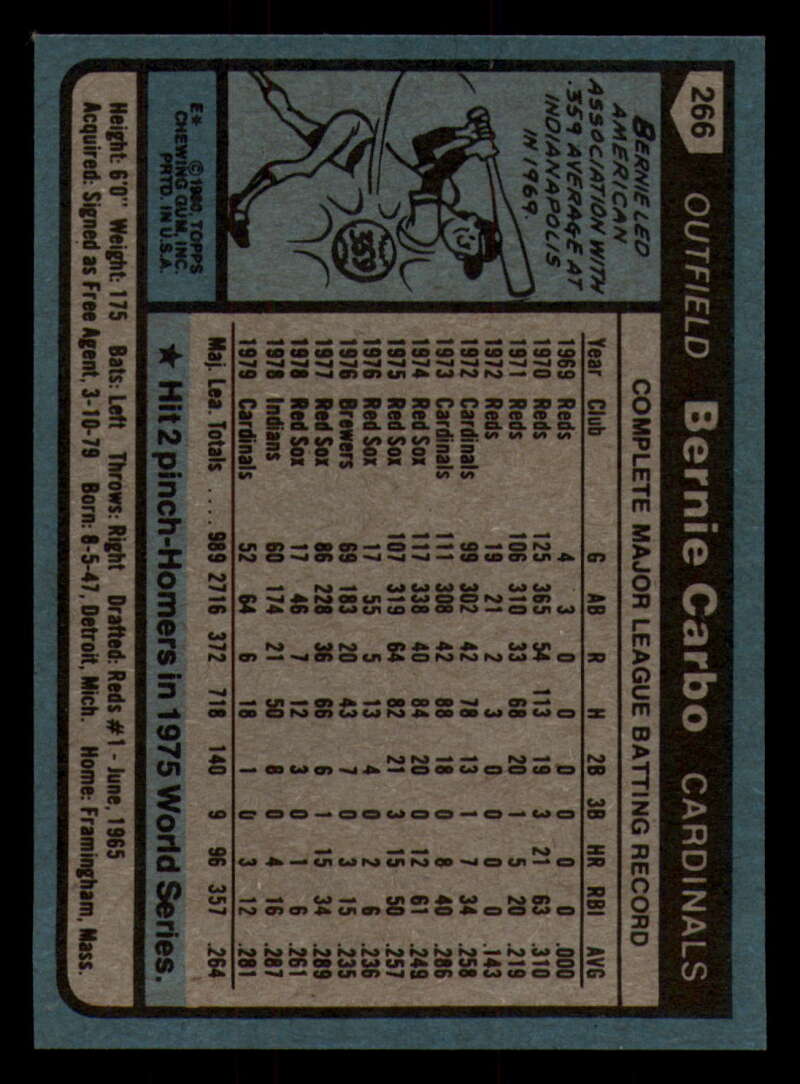 266 OUTFIELD Bernie Carbo CARDINALS
BERNIE LED
AMERICAN
ASSOCIATION WITH
.359 AVERAGE AT
INDIANAPOLIS
IN 1969.
359
E* © 1980, TOPPS
CHEWING GUM, INC.
PRTD. IN U.S.A.
COMPLETE MAJOR LEAGUE BATTING RECORD
Year Club G AB R H 2B 3B HR RBI AVG
1969 Reds 4 3 0 0 0 0 0 0 .000
1970 Reds 125 365 54 113 19 3 21 63 .310
1971 Reds 106 310 33 68 20 1 5 20 .219
1972 Reds 19 21 2 3 0 0 0 0 .143
1972 Cardinals 99 302 42 78 13 1 7 34 .258
1973 Cardinals 111 308 42 88 18 0 8 40 .286
1974 Red Sox 117 338 40 84 20 0 12 61 .249
1975 Red Sox 107 319 64 82 21 3 15 50 .257
1976 Red Sox 17 55 5 13 4 0 2 6 .236
1976 Brewers 69 183 20 43 7 0 3 15 .235
1977 Red Sox 86 228 36 66 6 1 15 34 .289
1978 Red Sox 17 46 7 12 3 0 1 6 .261
1978 Indians 60 174 21 50 8 0 4 16 .287
1979 Cardinals 52 64 6 18 1 0 3 12 .281
Maj. Lea. Totals .... 989 2716 372 718 140 9 96 357 .264
★ Hit 2 pinch-Homers in 1975 World Series.
Height: 6'0" Weight: 175 Bats: Left Throws: Right Drafted: Reds #1 - June, 1965
Acquired: Signed as Free Agent, 3-10-79 Born: 8-5-47, Detroit, Mich. Home: Framingham, Mass.